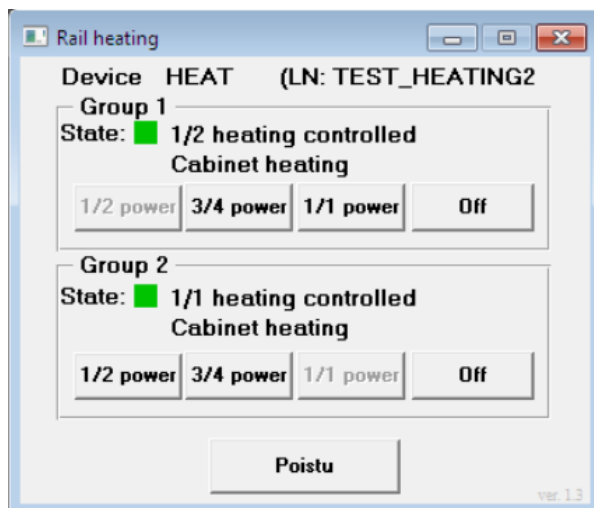 Rail heating
Device HEAT (LN: TEST_HEATING2
Group 1
State: 1/2 heating controlled
Cabinet heating
1/2 power 3/4 power 1/1 power Off
Group 2
State: 1/1 heating controlled
Cabinet heating
1/2 power 3/4 power 1/1 power Off
Poistu
ver. 1.3